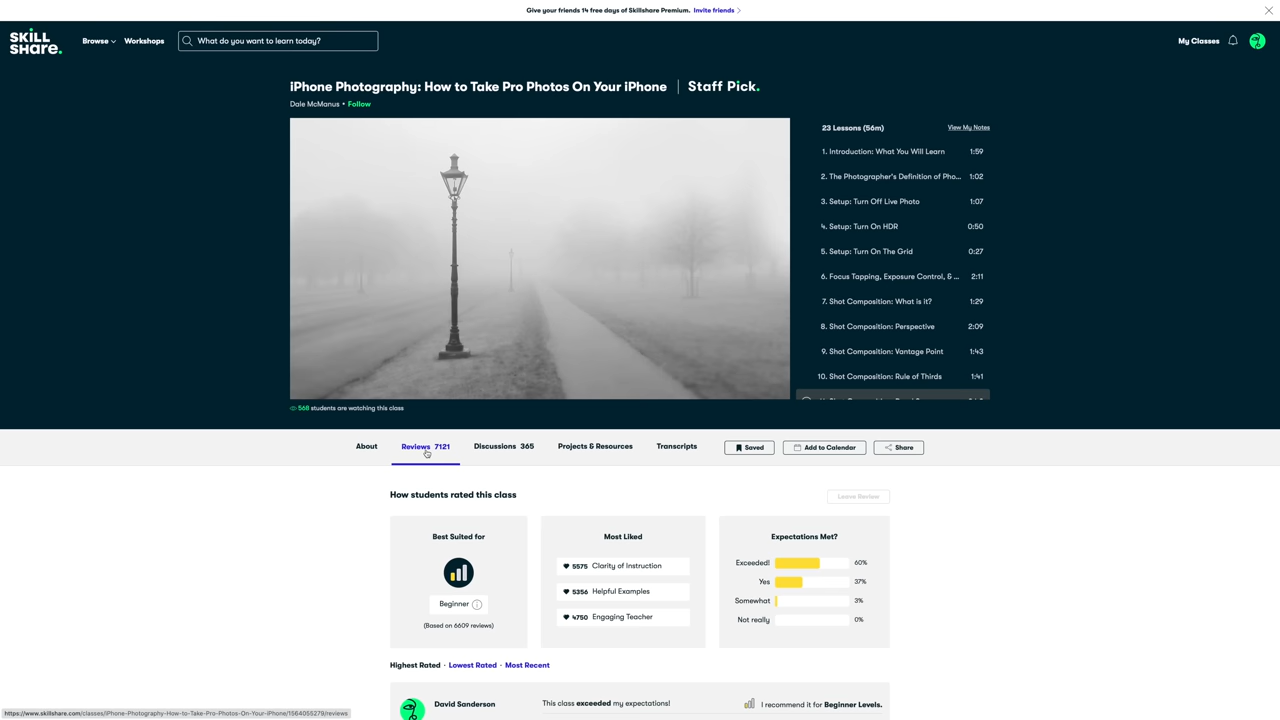 Give your friends 14 free days of Skillshare Premium. Invite friends
SKILL
SHARE.
Browse
Workshops
What do you want to learn today?
My Classes
iPhone Photography: How to Take Pro Photos On Your iPhone
Staff Pick.
Dale McManus • Follow
23 Lessons (56m)
View My Notes
1. Introduction: What You Will Learn 1:59
2. The Photographer's Definition of Pho... 1:02
3. Setup: Turn Off Live Photo 1:07
4. Setup: Turn On HDR 0:50
5. Setup: Turn On The Grid 0:27
6. Focus Tapping, Exposure Control, & ... 2:11
7. Shot Composition: What is it? 1:29
8. Shot Composition: Perspective 2:09
9. Shot Composition: Vantage Point 1:43
10. Shot Composition: Rule of Thirds 1:41
568 students are watching this class
About
Reviews 7121
Discussions 365
Projects & Resources
Transcripts
Saved
Add to Calendar
Share
How students rated this class
Leave Review
Best Suited for
Beginner
(Based on 6609 reviews)
Most Liked
5575 Clarity of Instruction
5356 Helpful Examples
4750 Engaging Teacher
Expectations Met?
Exceeded! 60%
Yes 37%
Somewhat 3%
Not really 0%
Highest Rated · Lowest Rated · Most Recent
David Sanderson
This class exceeded my expectations!
I recommend it for Beginner Levels.
https://www.skillshare.com/classes/iPhone-Photography-How-to-Take-Pro-Photos-On-Your-iPhone/1564055279/reviews